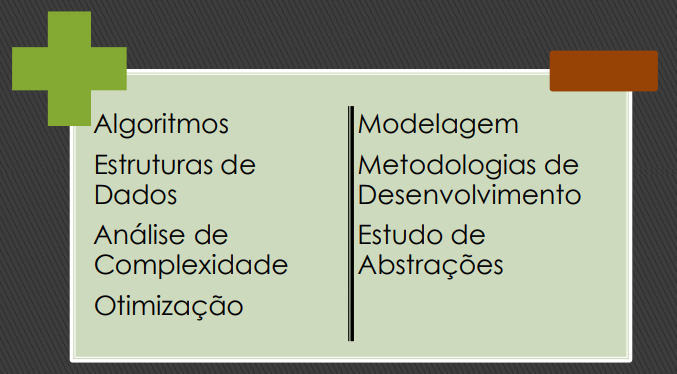 Algoritmos
Estruturas de
Dados
Análise de
Complexidade
Otimização
Modelagem
Metodologias de
Desenvolvimento
Estudo de
Abstrações